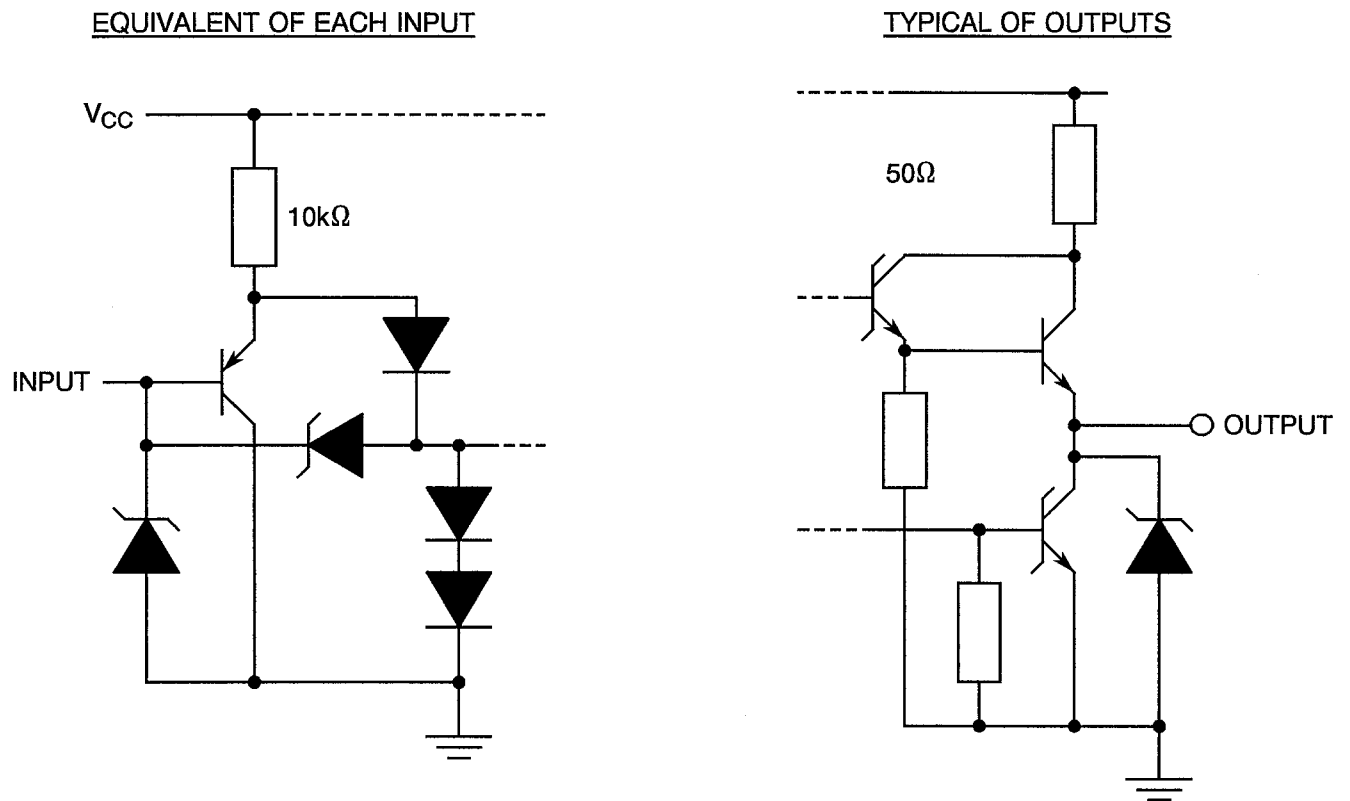 EQUIVALENT OF EACH INPUT
TYPICAL OF OUTPUTS
VCC
10kΩ
50Ω
INPUT
OUTPUT